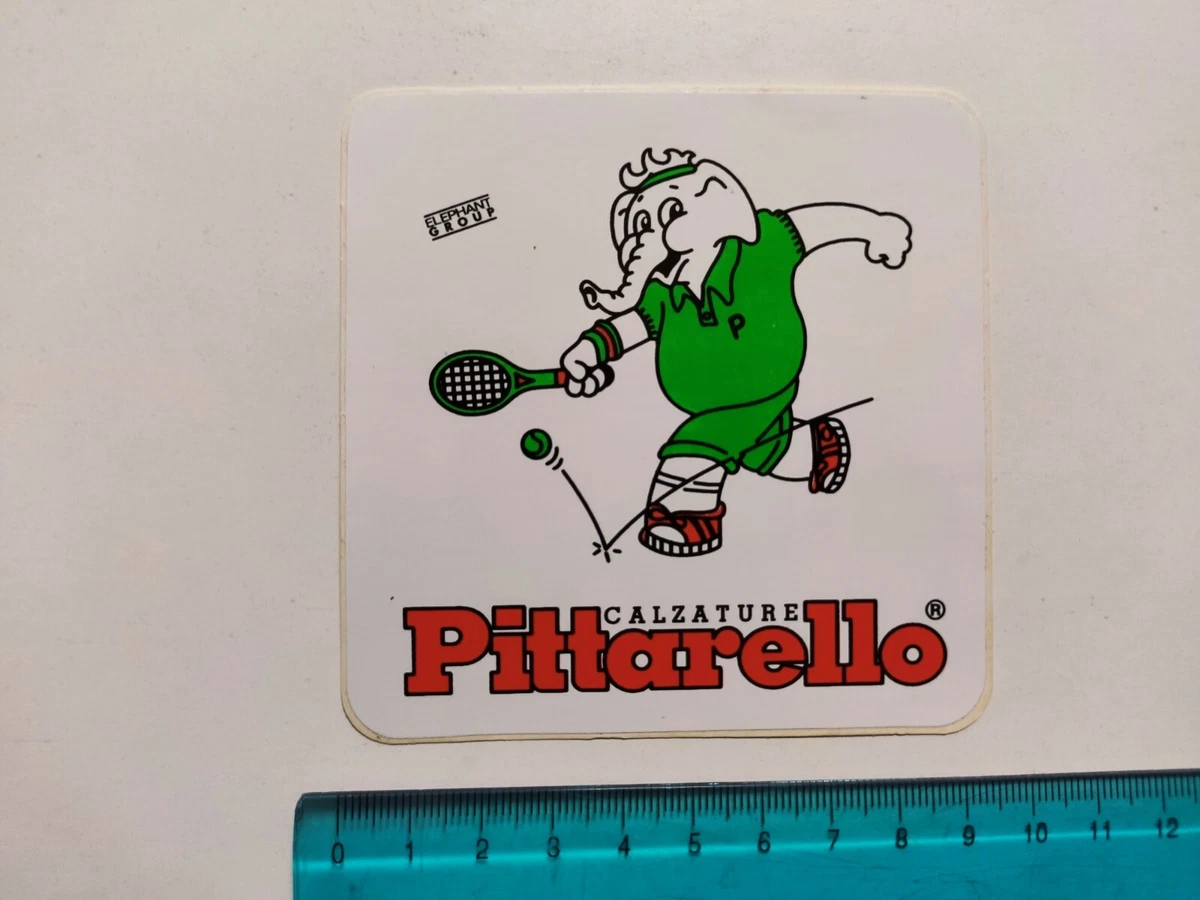 ELEPHANT
GROUP
P
CALZATURE
Pittarello®
0 1 2 3 4 5 6 7 8 9 10 11 12